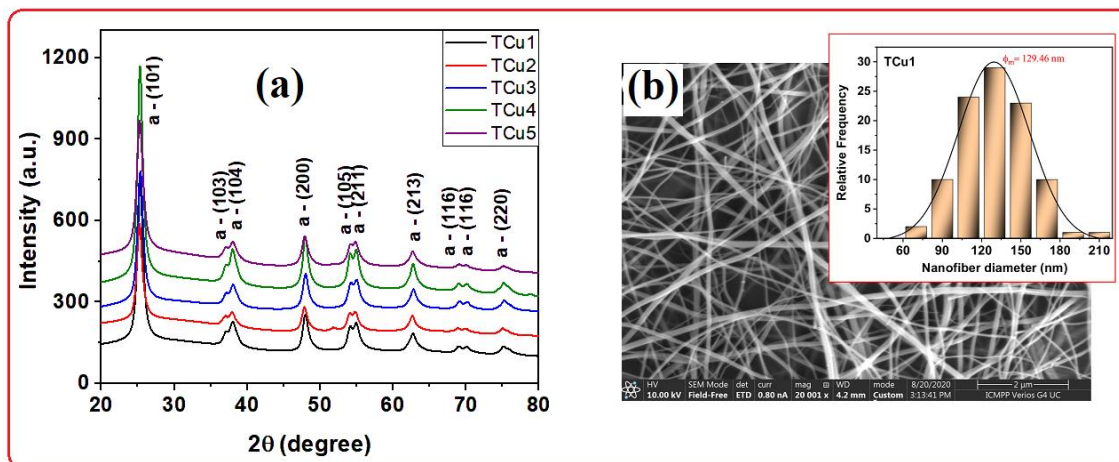 (a)
TCu1
TCu2
TCu3
TCu4
TCu5
a - (101)
a - (103)
a - (104)
a - (200)
a - (105)
a - (211)
a - (213)
a - (116)
a - (116)
a - (220)
Intensity (a.u.)
1200
900
600
300
0
20 30 40 50 60 70 80
2θ (degree)
(b)
TCu1
ϕm= 129.46 nm
Relative Frequency
30
25
20
15
10
5
0
60 90 120 150 180 210
Nanofiber diameter (nm)
HV SEM Mode det curr mag WD mode 8/20/2020 2 µm
10.00 kV Field-Free ETD 0.80 nA 20 001 x 4.2 mm Custom 3:13:41 PM ICMPP Verios G4 UC